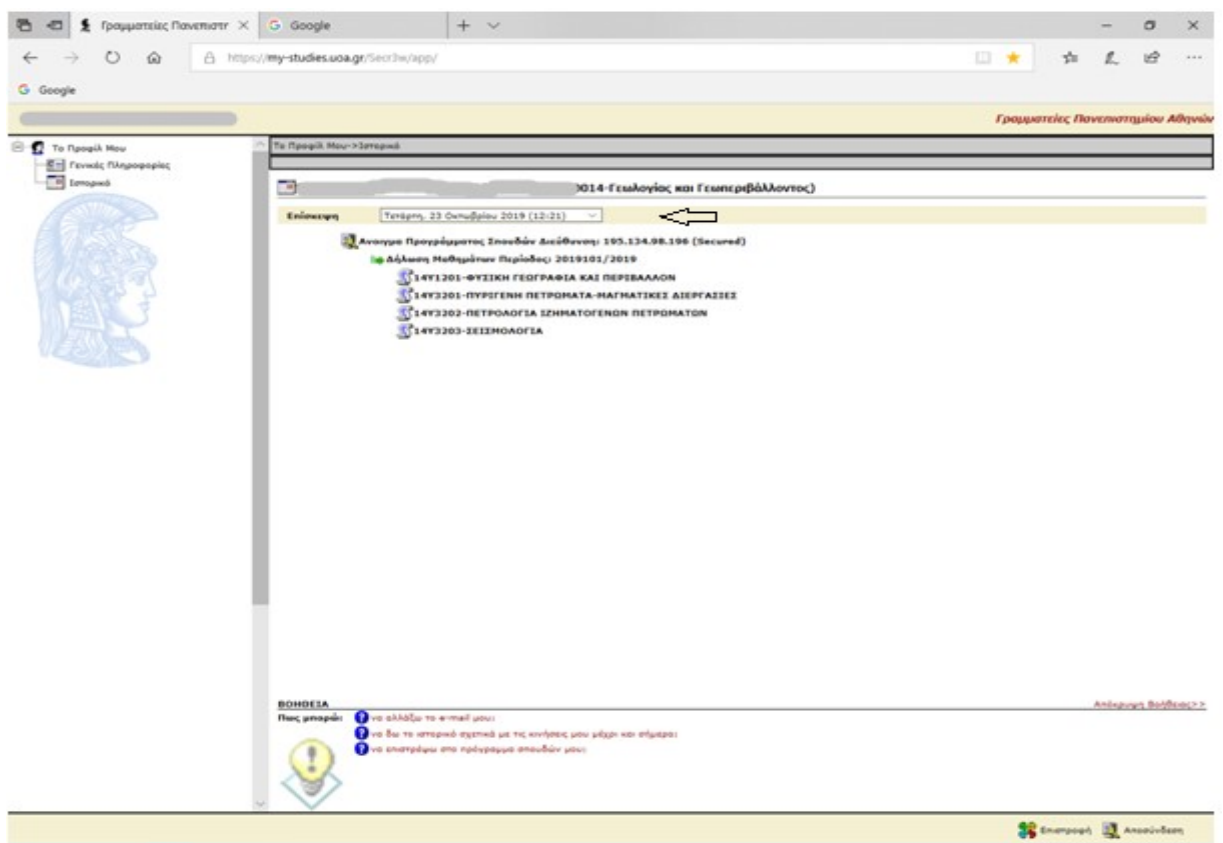 Γραμματείες Πανεπιστr
Google
https://my-studies.uoa.gr/Secr3w/app/
Google
Γραμματείες Πανεπιστημίου Αθηνών
Το Προφίλ Μου
Γενικές Πληροφορίες
Ιστορικό
Το Προφίλ Μου->Ιστορικό
0014-Γεωλογίας και Γεωπεριβάλλοντος)
Επίσκεψη Τετάρτη, 23 Οκτωβρίου 2019 (12:21)
Ανοιγμα Προγράμματος Σπουδών Διεύθυνση: 195.134.98.196 (Secured)
Δήλωση Μαθημάτων Περίοδος: 2019101/2019
14Υ1201-ΦΥΣΙΚΗ ΓΕΩΓΡΑΦΙΑ ΚΑΙ ΠΕΡΙΒΑΛΛΟΝ
14Υ3201-ΠΥΡΙΓΕΝΗ ΠΕΤΡΩΜΑΤΑ-ΜΑΓΜΑΤΙΚΕΣ ΔΙΕΡΓΑΣΙΕΣ
14Υ3202-ΠΕΤΡΟΛΟΓΙΑ ΙΖΗΜΑΤΟΓΕΝΩΝ ΠΕΤΡΩΜΑΤΩΝ
14Υ3203-ΣΕΙΣΜΟΛΟΓΙΑ
ΒΟΗΘΕΙΑ
Απόκρυψη Βοήθειας>>
Πως μπορώ: να αλλάξω το e-mail μου;
να δω το ιστορικό σχετικά με τις κινήσεις μου μέχρι και σήμερα;
να επιστρέψω στο πρόγραμμα σπουδών μου;
Επιστροφή
Αποσύνδεση